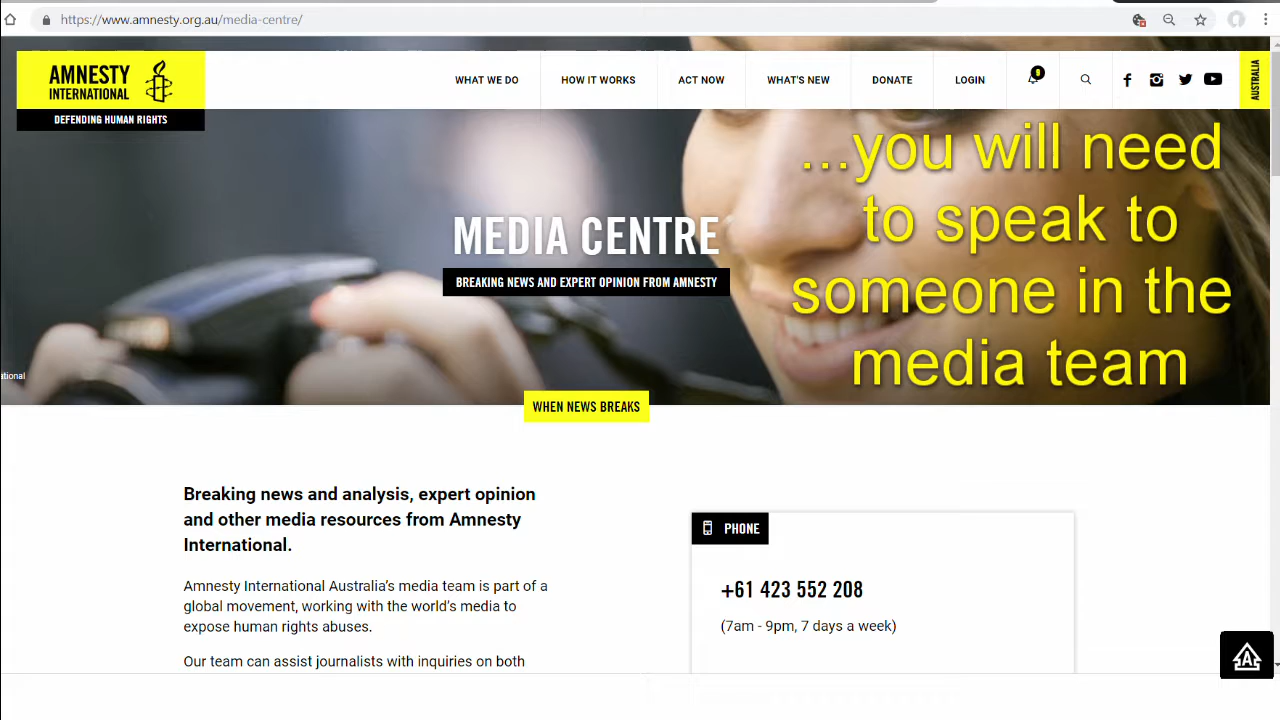 https://www.amnesty.org.au/media-centre/
AMNESTY
INTERNATIONAL
DEFENDING HUMAN RIGHTS
WHAT WE DO
HOW IT WORKS
ACT NOW
WHAT'S NEW
DONATE
LOGIN
AUSTRALIA
...you will need
to speak to
someone in the
media team
MEDIA CENTRE
BREAKING NEWS AND EXPERT OPINION FROM AMNESTY
WHEN NEWS BREAKS
Breaking news and analysis, expert opinion
and other media resources from Amnesty
International.
Amnesty International Australia's media team is part of a
global movement, working with the world's media to
expose human rights abuses.
Our team can assist journalists with inquiries on both
PHONE
+61 423 552 208
(7am - 9pm, 7 days a week)